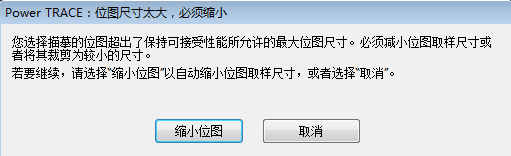 Power TRACE：位图尺寸太大，必须缩小
您选择描摹的位图超出了保持可接受性能所允许的最大位图尺寸。必须减小位图取样尺寸或
者将其裁剪为较小的尺寸。
若要继续，请选择“缩小位图”以自动缩小位图取样尺寸，或者选择“取消”。
缩小位图
取消